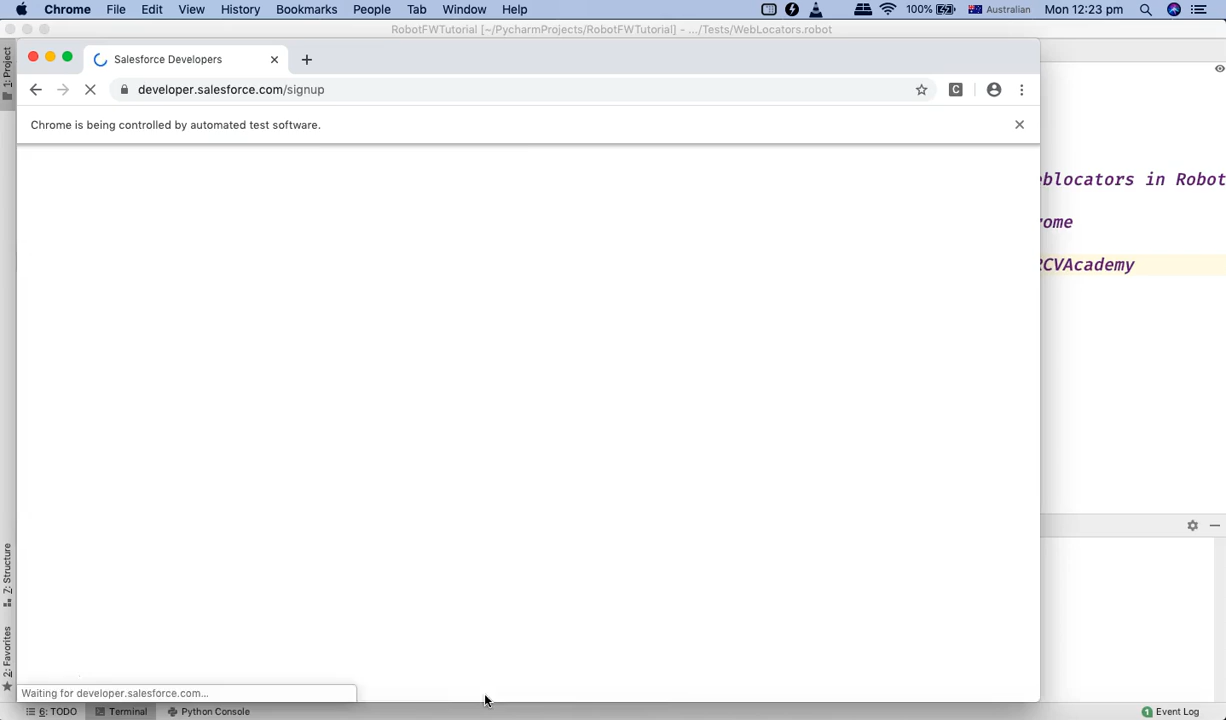 Chrome File Edit View History Bookmarks People Tab Window Help 100% Australian Mon 12:23 pm
RobotFWTutorial [~/PycharmProjects/RobotFWTutorial] - .../Tests/WebLocators.robot
1: Project
Salesforce Developers
developer.salesforce.com/signup
C
Chrome is being controlled by automated test software.
eblocators in Robot
rome
RCVAcademy
Z: Structure
2: Favorites
Waiting for developer.salesforce.com...
6: TODO Terminal Python Console 1 Event Log